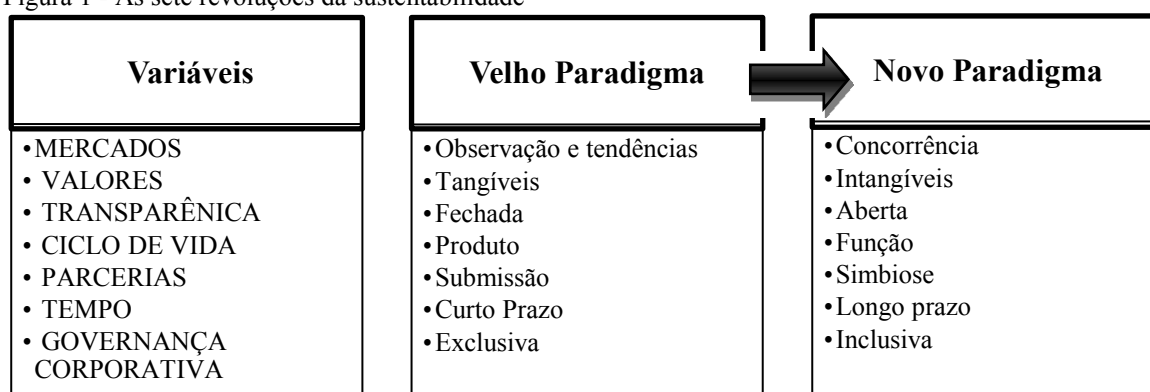 Figura 1 - As sete revoluções da sustentabilidade
Variáveis
•MERCADOS
• VALORES
• TRANSPARÊNICA
• CICLO DE VIDA
• PARCERIAS
• TEMPO
• GOVERNANÇA
CORPORATIVA
Velho Paradigma
•Observação e tendências
•Tangíveis
•Fechada
•Produto
•Submissão
•Curto Prazo
•Exclusiva
Novo Paradigma
•Concorrência
•Intangíveis
•Aberta
•Função
•Simbiose
•Longo prazo
•Inclusiva